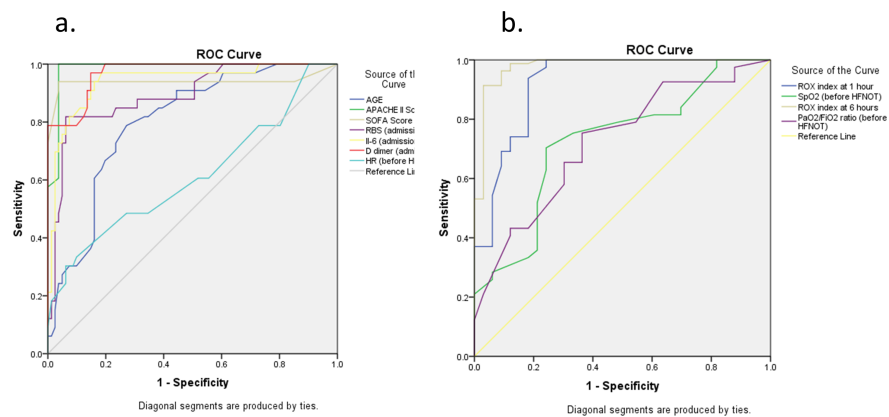 a.
ROC Curve
Sensitivity
1.0
0.8
0.6
0.4
0.2
0.0
0.0 0.2 0.4 0.6 0.8 1.0
1 - Specificity
Diagonal segments are produced by ties.
Source of th
Curve
AGE
APACHE II Sc
SOFA Score
RBS (admissi
Il-6 (admissio
D dimer (adm
HR (before H
Reference Lin
b.
ROC Curve
Sensitivity
1.0
0.8
0.6
0.4
0.2
0.0
0.0 0.2 0.4 0.6 0.8 1.0
1 - Specificity
Diagonal segments are produced by ties.
Source of the Curve
ROX index at 1 hour
SpO2 (before HFNOT)
ROX index at 6 hours
PaO2/FiO2 ratio (before
HFNOT)
Reference Line